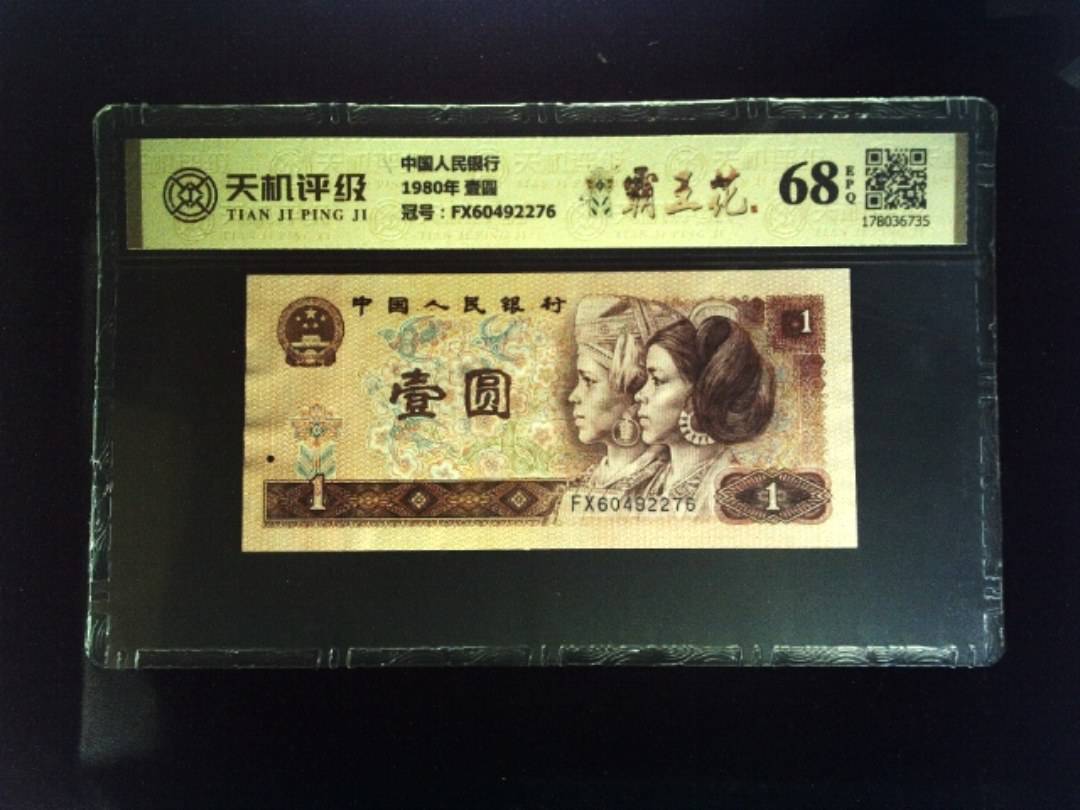 天机评级
TIAN JI PING JI
中国人民银行
1980年 壹圆
冠号：FX60492276
霸王花
68
EPQ
178036735
中国人民银行
1
壹圆
1
FX60492276
1